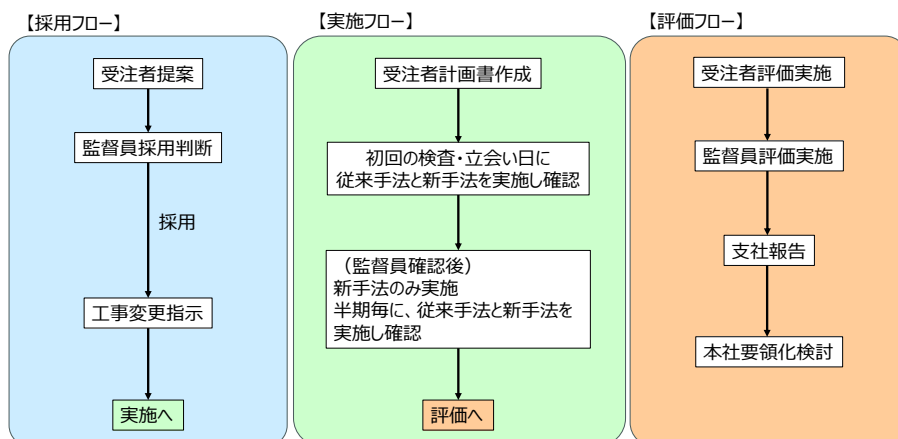 【採用フロー】
受注者提案
監督員採用判断
採用
工事変更指示
実施へ
【実施フロー】
受注者計画書作成
初回の検査・立会い日に
従来手法と新手法を実施し確認
（監督員確認後）
新手法のみ実施
半期毎に、従来手法と新手法を
実施し確認
評価へ
【評価フロー】
受注者評価実施
監督員評価実施
支社報告
本社要領化検討